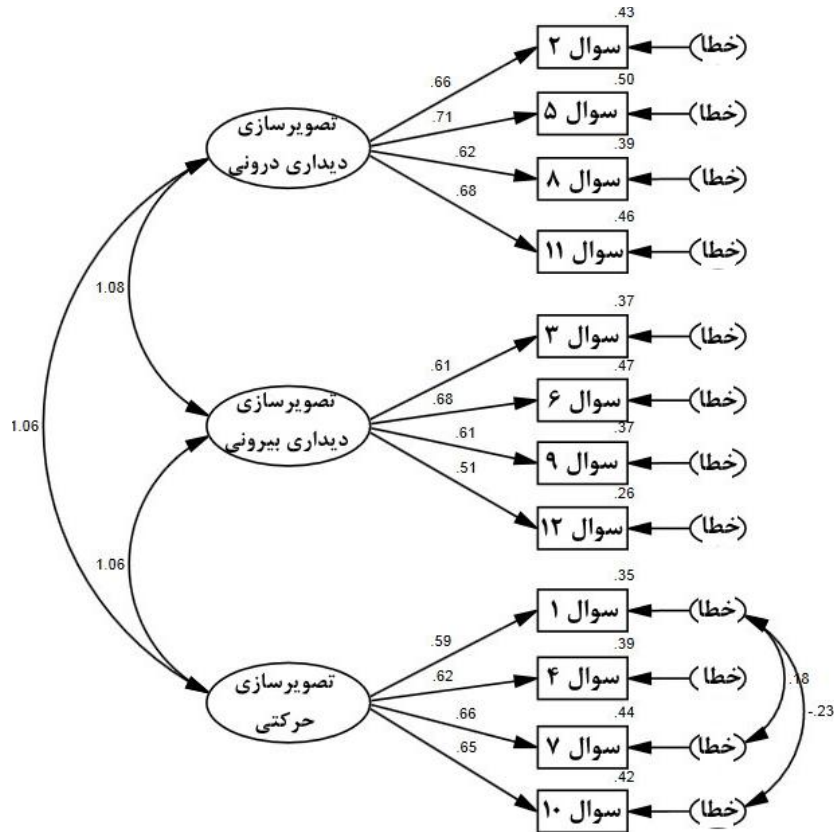 .43
سوال ۲
(خطا)
.66
.50
سوال ۵
(خطا)
.71
.39
سوال ۸
(خطا)
.62
.46
سوال ۱۱
(خطا)
.68
تصویرسازی
دیداری درونی
1.08
.37
سوال ۳
(خطا)
.61
.47
سوال ۶
(خطا)
.68
.37
سوال ۹
(خطا)
.61
.26
سوال ۱۲
(خطا)
.51
تصویرسازی
دیداری بیرونی
1.06
1.06
.35
سوال ۱
(خطا)
.59
.39
سوال ۴
(خطا)
.62
.44
سوال ۷
(خطا)
.66
.42
سوال ۱۰
(خطا)
.65
تصویرسازی
حرکتی
.18
-.23